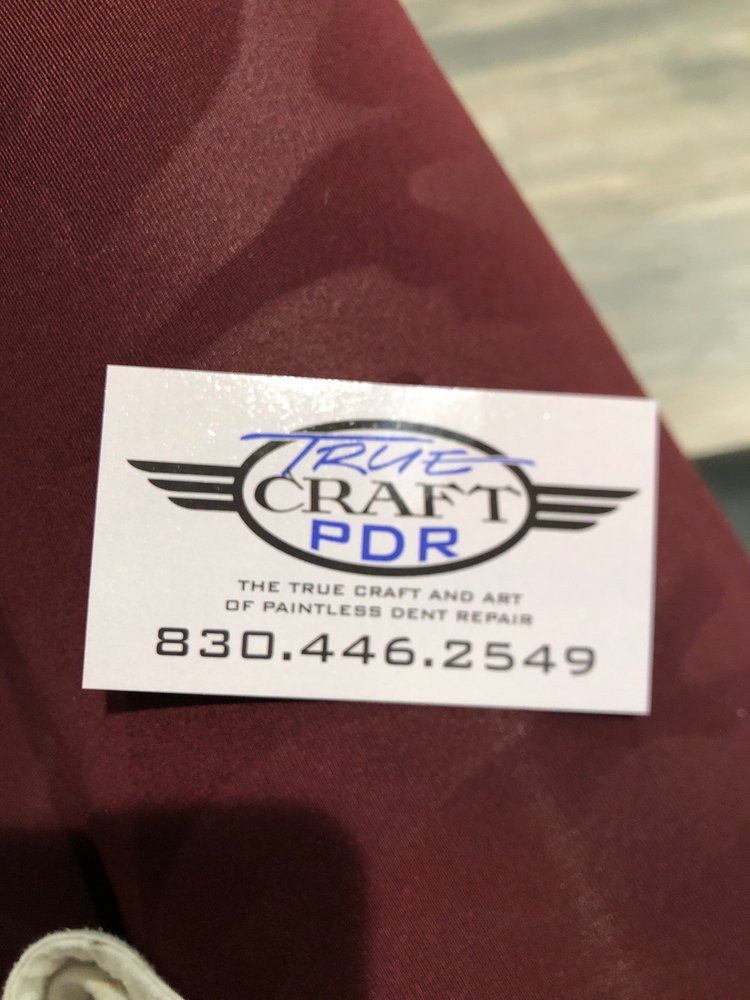 TRUE
CRAFT
PDR
THE TRUE CRAFT AND ART
OF PAINTLESS DENT REPAIR
830.446.2549